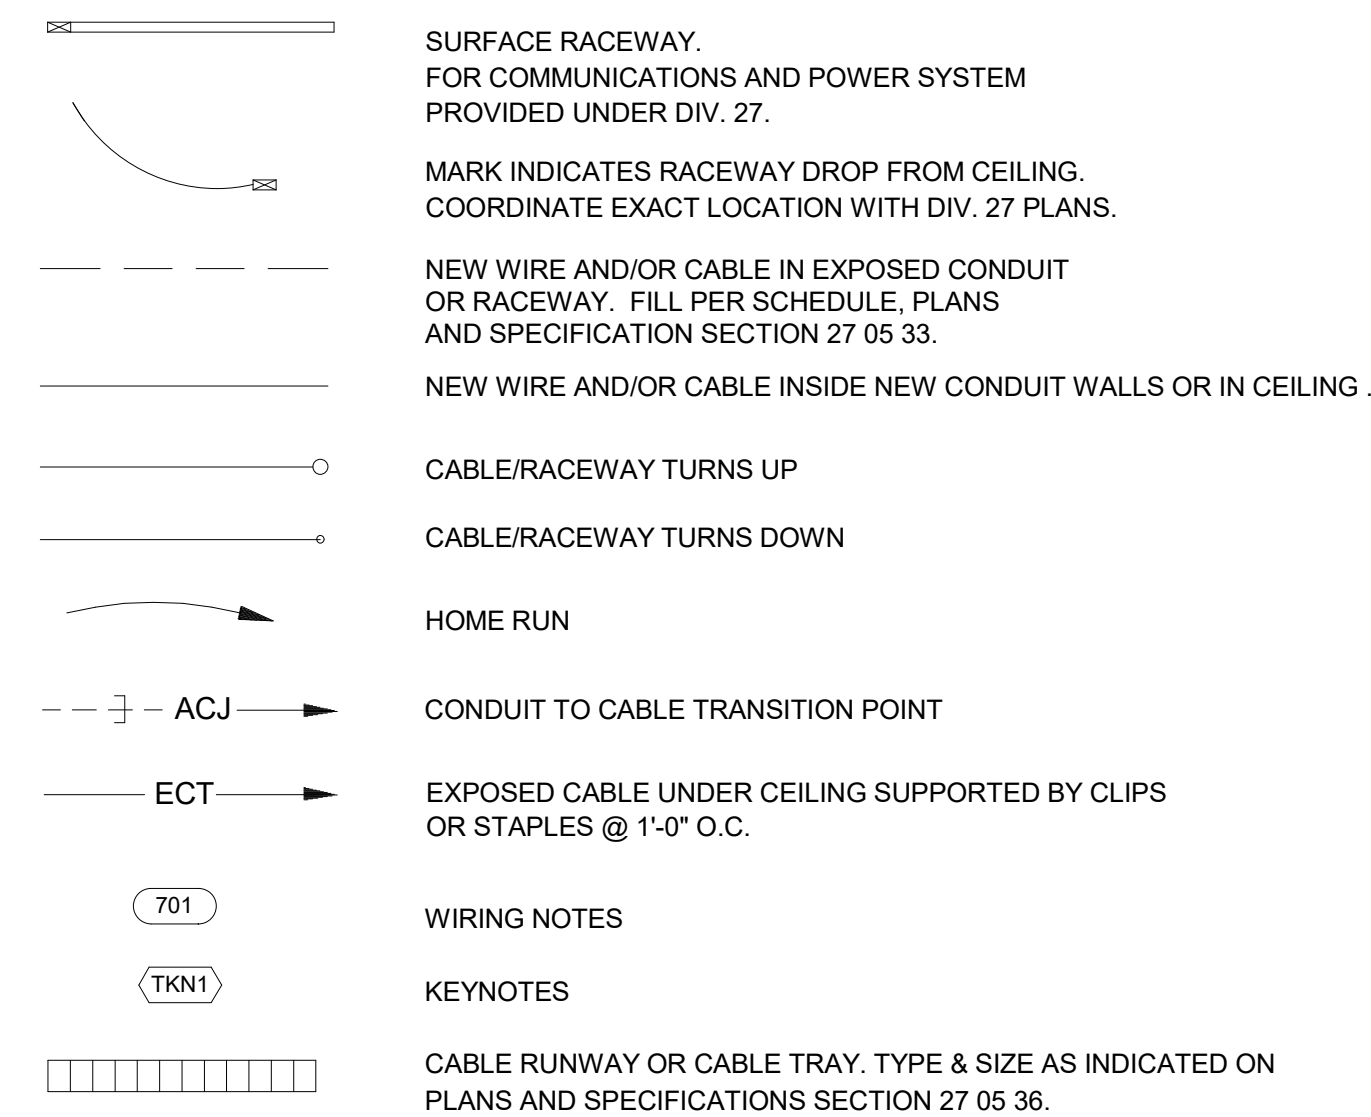 SURFACE RACEWAY.
FOR COMMUNICATIONS AND POWER SYSTEM
PROVIDED UNDER DIV. 27.
MARK INDICATES RACEWAY DROP FROM CEILING.
COORDINATE EXACT LOCATION WITH DIV. 27 PLANS.
NEW WIRE AND/OR CABLE IN EXPOSED CONDUIT
OR RACEWAY. FILL PER SCHEDULE, PLANS
AND SPECIFICATION SECTION 27 05 33.
NEW WIRE AND/OR CABLE INSIDE NEW CONDUIT WALLS OR IN CEILING .
CABLE/RACEWAY TURNS UP
CABLE/RACEWAY TURNS DOWN
HOME RUN
ACJ CONDUIT TO CABLE TRANSITION POINT
ECT EXPOSED CABLE UNDER CEILING SUPPORTED BY CLIPS
OR STAPLES @ 1'-0" O.C.
701 WIRING NOTES
TKN1 KEYNOTES
CABLE RUNWAY OR CABLE TRAY. TYPE & SIZE AS INDICATED ON
PLANS AND SPECIFICATIONS SECTION 27 05 36.